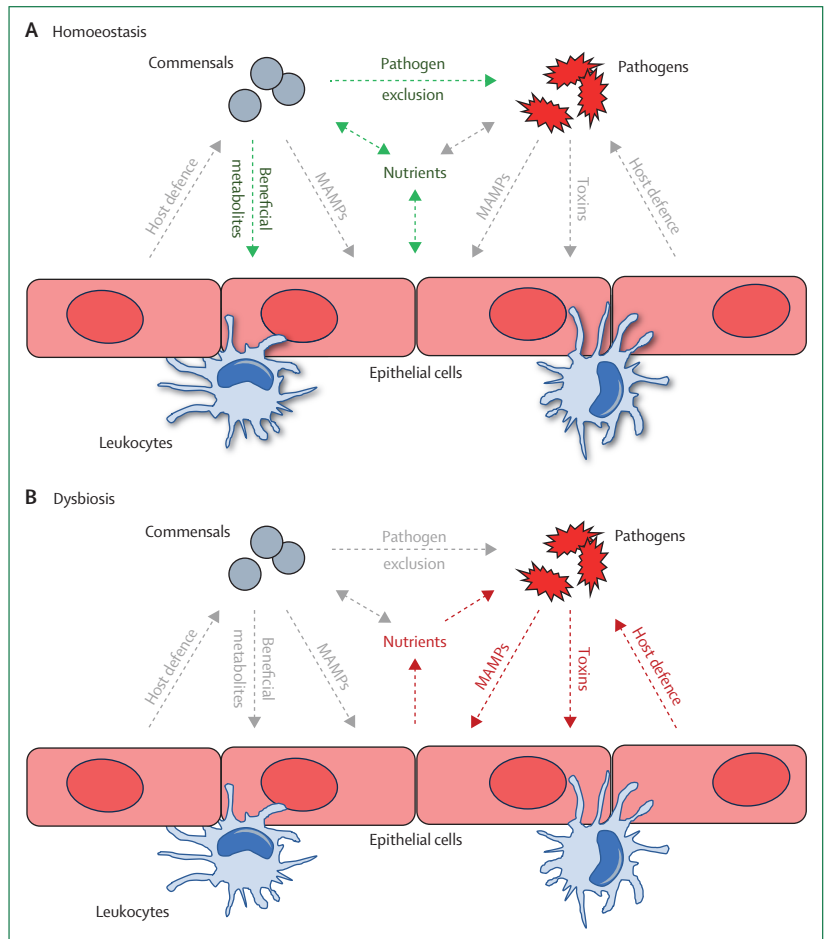 A Homoeostasis
Commensals
Pathogen
exclusion
Pathogens
Nutrients
Host defence
Beneficial
metabolites
MAMPs
MAMPs
Toxins
Host defence
Epithelial cells
Leukocytes
B Dysbiosis
Commensals
Pathogen
exclusion
Pathogens
Nutrients
Host defence
Beneficial
metabolites
MAMPs
MAMPs
Toxins
Host defence
Epithelial cells
Leukocytes